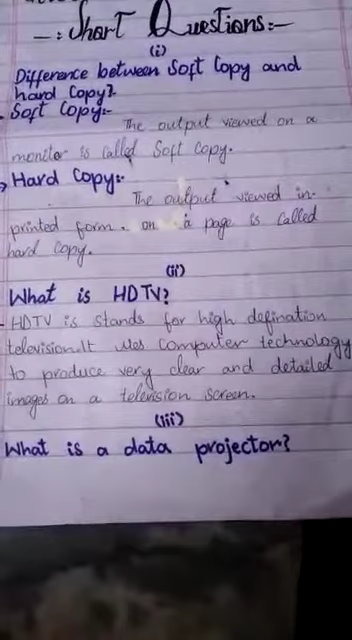 -: Short Questions:-
(i)
Difference between Soft Copy and
hard Copy?
- Soft Copy:-
The output viewed on a
monitor is called Soft Copy.
> Hard Copy:-
The output viewed in
printed form. on a page is called
hard copy.
(ii)
What is HDTV?
- HDTV is stands for high defination
television.It uses computer technology
to produce very clear and detailed
images on a television screen.
(iii)
What is a data projector?